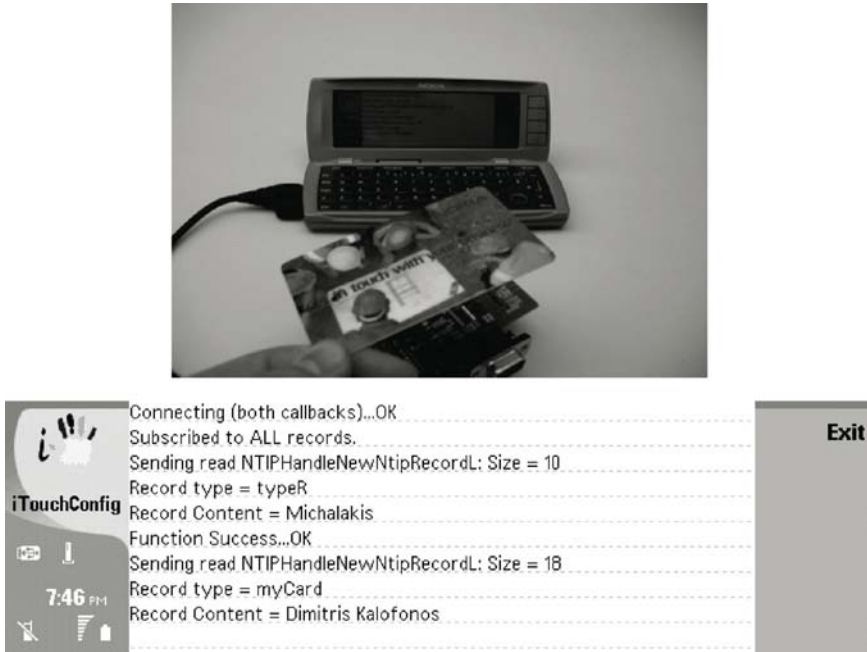 NOKIA
in touch with
Connecting (both callbacks)...OK
Subscribed to ALL records.
Sending read NTIPHandleNewNtipRecordL: Size = 10
Record type = typeR
Record Content = Michalakis
Function Success...OK
Sending read NTIPHandleNewNtipRecordL: Size = 18
Record type = myCard
Record Content = Dimitris Kalofonos
i
iTouchConfig
7:46 PM
Exit